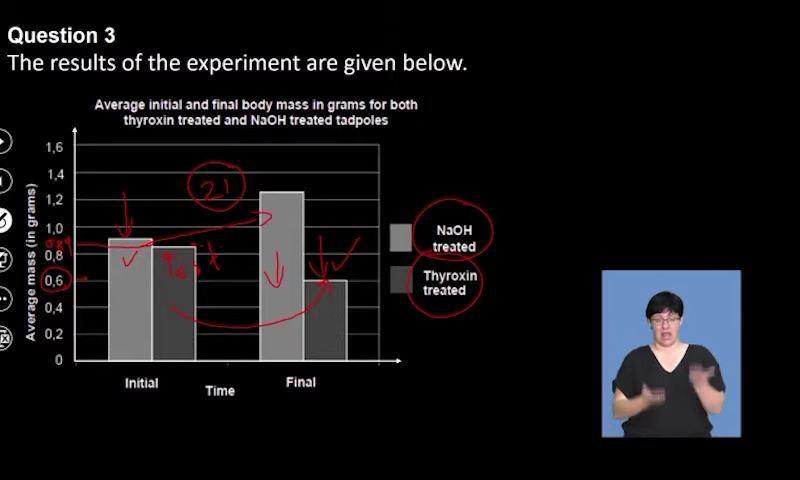 Question 3
The results of the experiment are given below.
Average initial and final body mass in grams for both
thyroxin treated and NaOH treated tadpoles
Average mass (in grams)
1,6
1,4
1,2
1,0
0,8
0,6
0,4
0,2
0
21
NaOH
treated
Thyroxin
treated
Initial
Time
Final